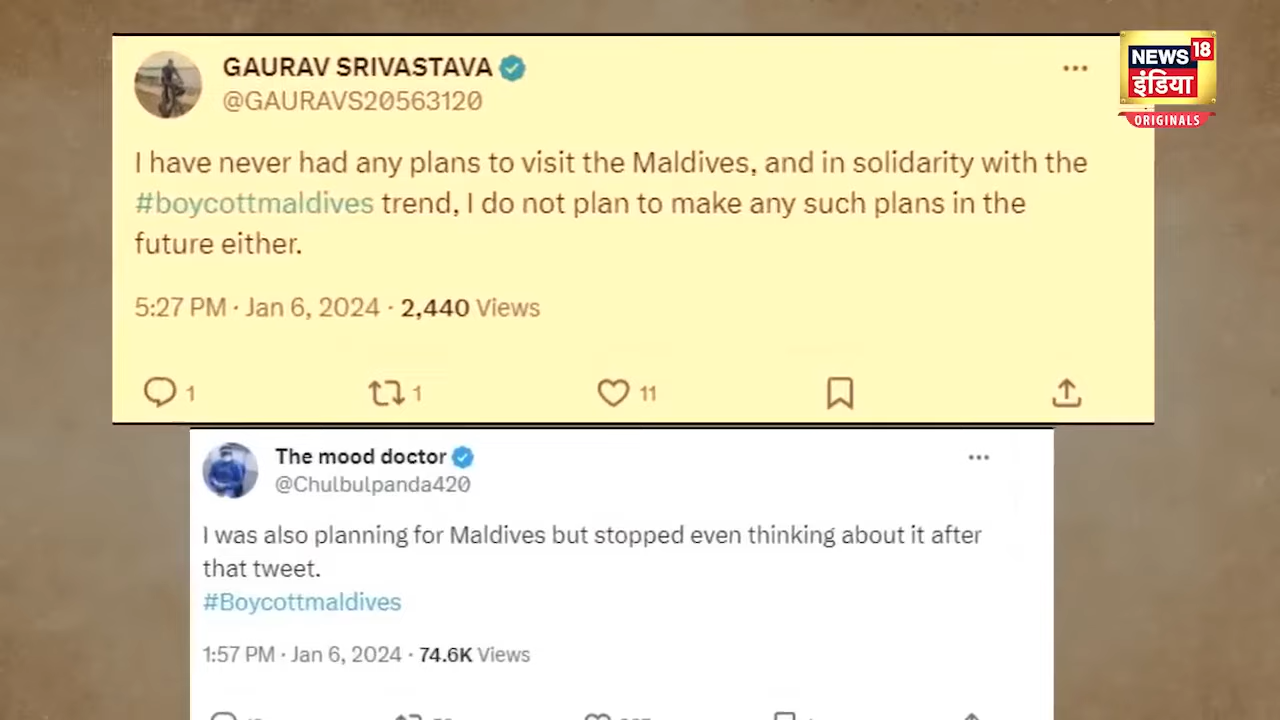 GAURAV SRIVASTAVA
@GAURAVS20563120
NEWS 18
इंडिया
ORIGINALS
I have never had any plans to visit the Maldives, and in solidarity with the
#boycottmaldives trend, I do not plan to make any such plans in the
future either.
5:27 PM · Jan 6, 2024 · 2,440 Views
1 1 11
The mood doctor
@Chulbulpanda420
I was also planning for Maldives but stopped even thinking about it after
that tweet.
#Boycottmaldives
1:57 PM · Jan 6, 2024 · 74.6K Views